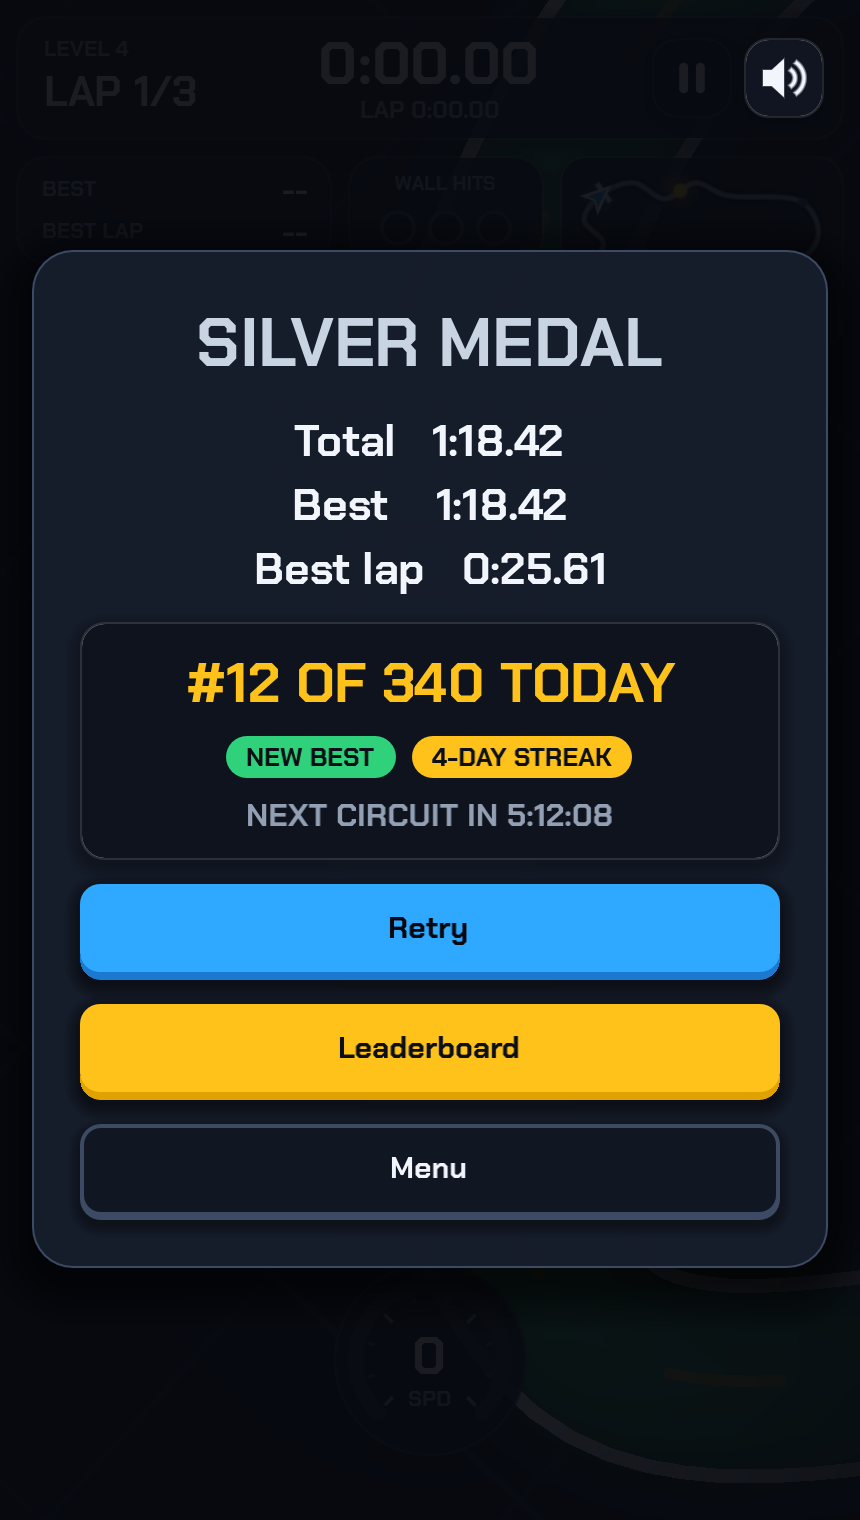 LEVEL 4
LAP 1/3
0:00.00
LAP 0:00.00
BEST --
BEST LAP --
WALL HITS
SILVER MEDAL
Total 1:18.42
Best 1:18.42
Best lap 0:25.61
#12 OF 340 TODAY
NEW BEST 4-DAY STREAK
NEXT CIRCUIT IN 5:12:08
Retry
Leaderboard
Menu
0
SPD